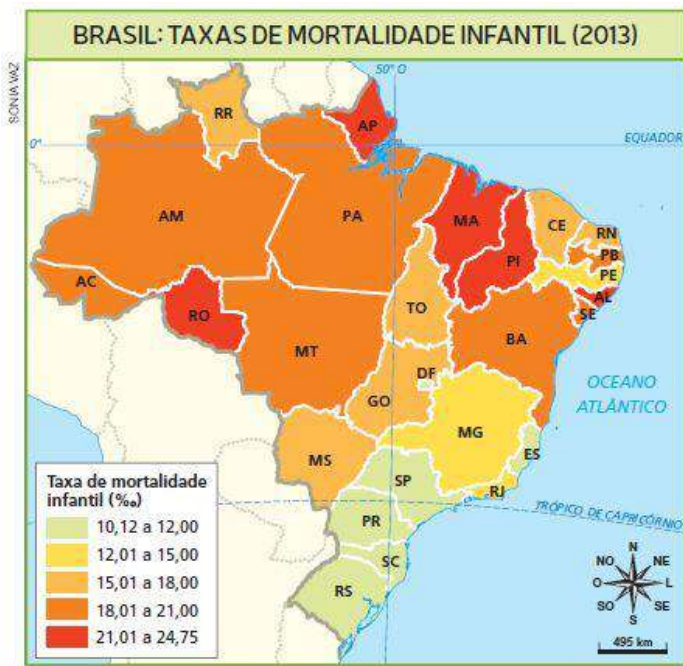 BRASIL: TAXAS DE MORTALIDADE INFANTIL (2013)
SONIA VAZ
50° O
RR
AP
0°
EQUADOR
AM
PA
MA
CE
RN
PB
PI
PE
AC
AL
RO
TO
SE
BA
MT
DF
OCEANO
ATLÂNTICO
GO
MG
MS
ES
SP
RJ
TRÓPICO DE CAPRICÓRNIO
PR
SC
RS
Taxa de mortalidade
infantil (‰)
10,12 a 12,00
12,01 a 15,00
15,01 a 18,00
18,01 a 21,00
21,01 a 24,75
N
NO NE
O L
SO SE
S
495 km